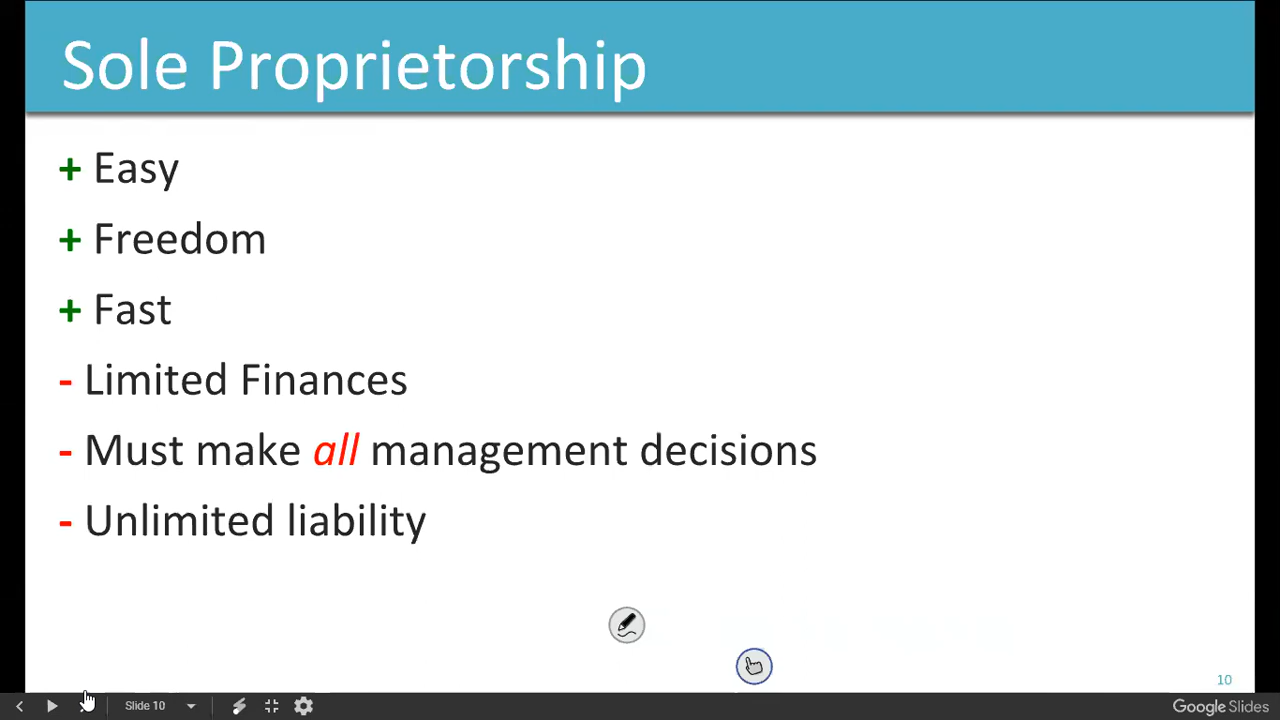 Sole Proprietorship
+ Easy
+ Freedom
+ Fast
- Limited Finances
- Must make all management decisions
- Unlimited liability
10
Slide 10
Google Slides